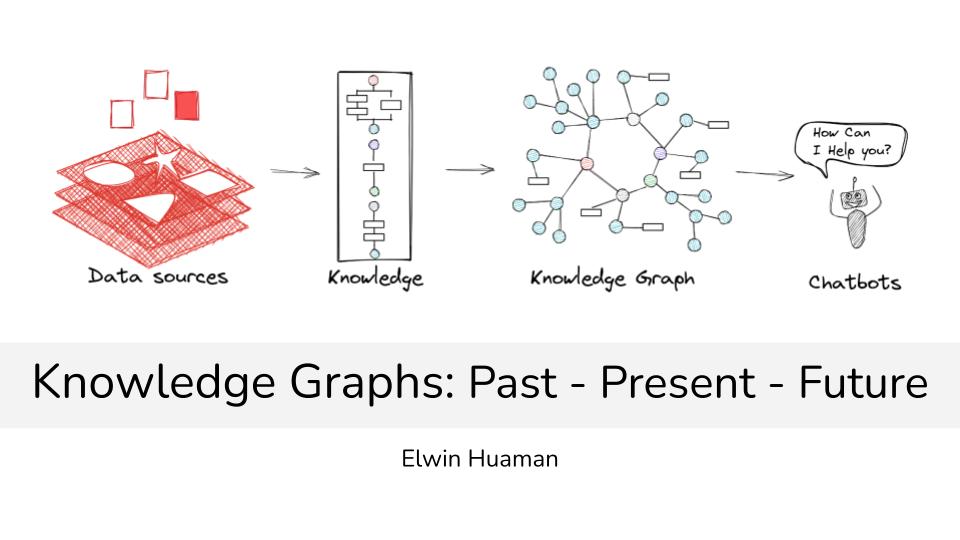 How Can
I Help you?
Data sources
Knowledge
Knowledge Graph
Chatbots
Knowledge Graphs: Past - Present - Future
Elwin Huaman